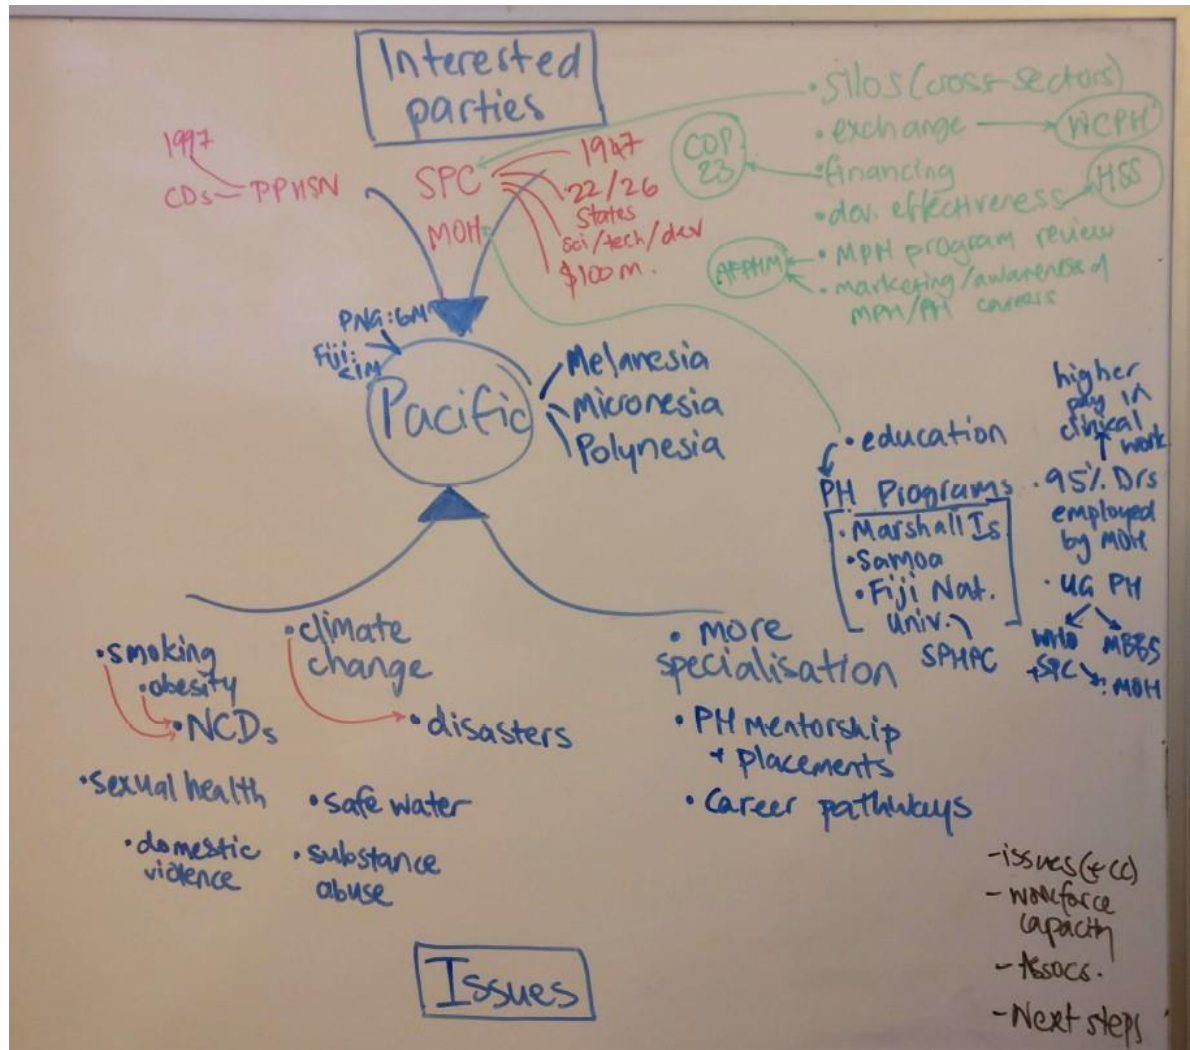 Interested
parties
1997
CDs
PPHSN
SPC
MOH
1947
22/26
States
sci/tech/dev
$100m.
COP
23
• silos (cross-sectors)
• exchange
WCPH
• financing
HSS
• dev. effectiveness
• MPH program review
• marketing/awareness of
MPH/PH careers
PNG: 6M
Fiji:
<1M
Pacific
Melanesia
Micronesia
Polynesia
• education
PH Programs
• Marshall Is
• Samoa
• Fiji Nat.
Univ.
SPHPC
higher
pay in
clinical
work
• 95% Drs
employed
by MOH
• UG PH
WHO
+SPC
MBBS
MOH
• smoking
• obesity
• NCDs
• climate
change
• disasters
• sexual health
• safe water
• domestic
violence
• substance
abuse
• more
specialisation
• PH mentorship
+ placements
• career pathways
- issues (+cc)
- workforce
capacity
- Assocs.
- Next steps
Issues